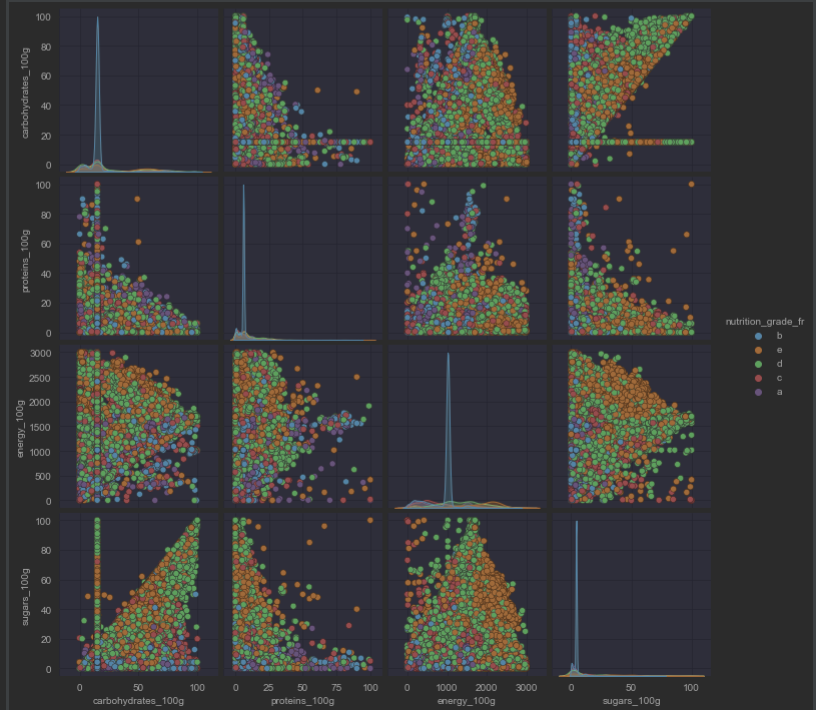 carbohydrates_100g
100
80
60
40
20
0
proteins_100g
100
80
60
40
20
0
nutrition_grade_fr
b
e
d
c
a
energy_100g
3000
2500
2000
1500
1000
500
0
sugars_100g
100
80
60
40
20
0
0 50 100
0 25 50 75 100
0 1000 2000 3000
0 50 100
carbohydrates_100g
proteins_100g
energy_100g
sugars_100g